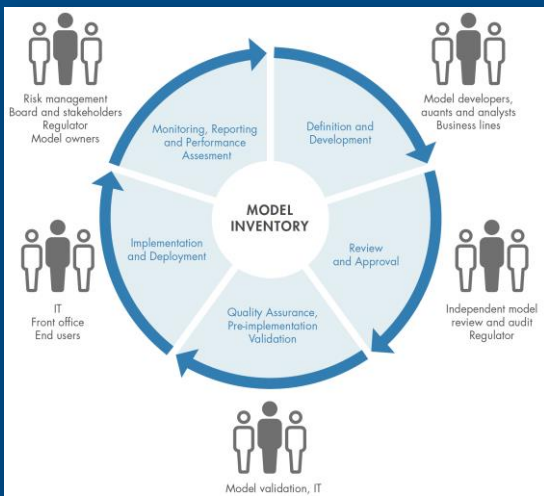 Risk management
Board and stakeholders
Regulator
Model owners
Model developers,
quants and analysts
Business lines
Monitoring, Reporting
and Performance
Assesment
Definition and
Development
MODEL
INVENTORY
Implementation
and Deployment
Review
and Approval
Quality Assurance,
Pre-implementation
Validation
IT
Front office
End users
Independent model
review and audit
Regulator
Model validation, IT